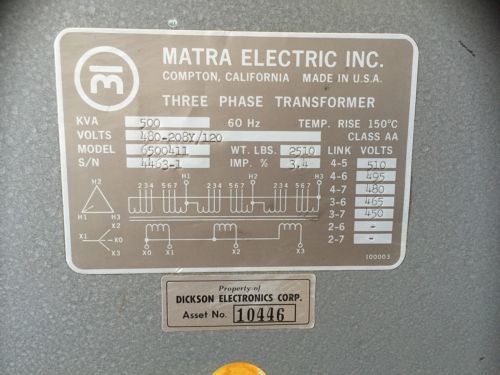 MATRA ELECTRIC INC.
COMPTON, CALIFORNIA MADE IN U.S.A.
THREE PHASE TRANSFORMER
KVA 500 60 Hz TEMP. RISE 150°C
VOLTS 480-208Y/120 CLASS AA
MODEL 6500411 WT. LBS. 2510 LINK VOLTS
S/N 4463-1 IMP. % 3.4 4-5 510
4-6 495
4-7 480
3-6 465
3-7 450
2-6 -
2-7 -
H2
H1 H3
H1 H2 H3
234 567 234 567 234 567
X2
X1 X0
X3
X0 X1 X2 X3
100003
Property of
DICKSON ELECTRONICS CORP.
Asset No. 10446